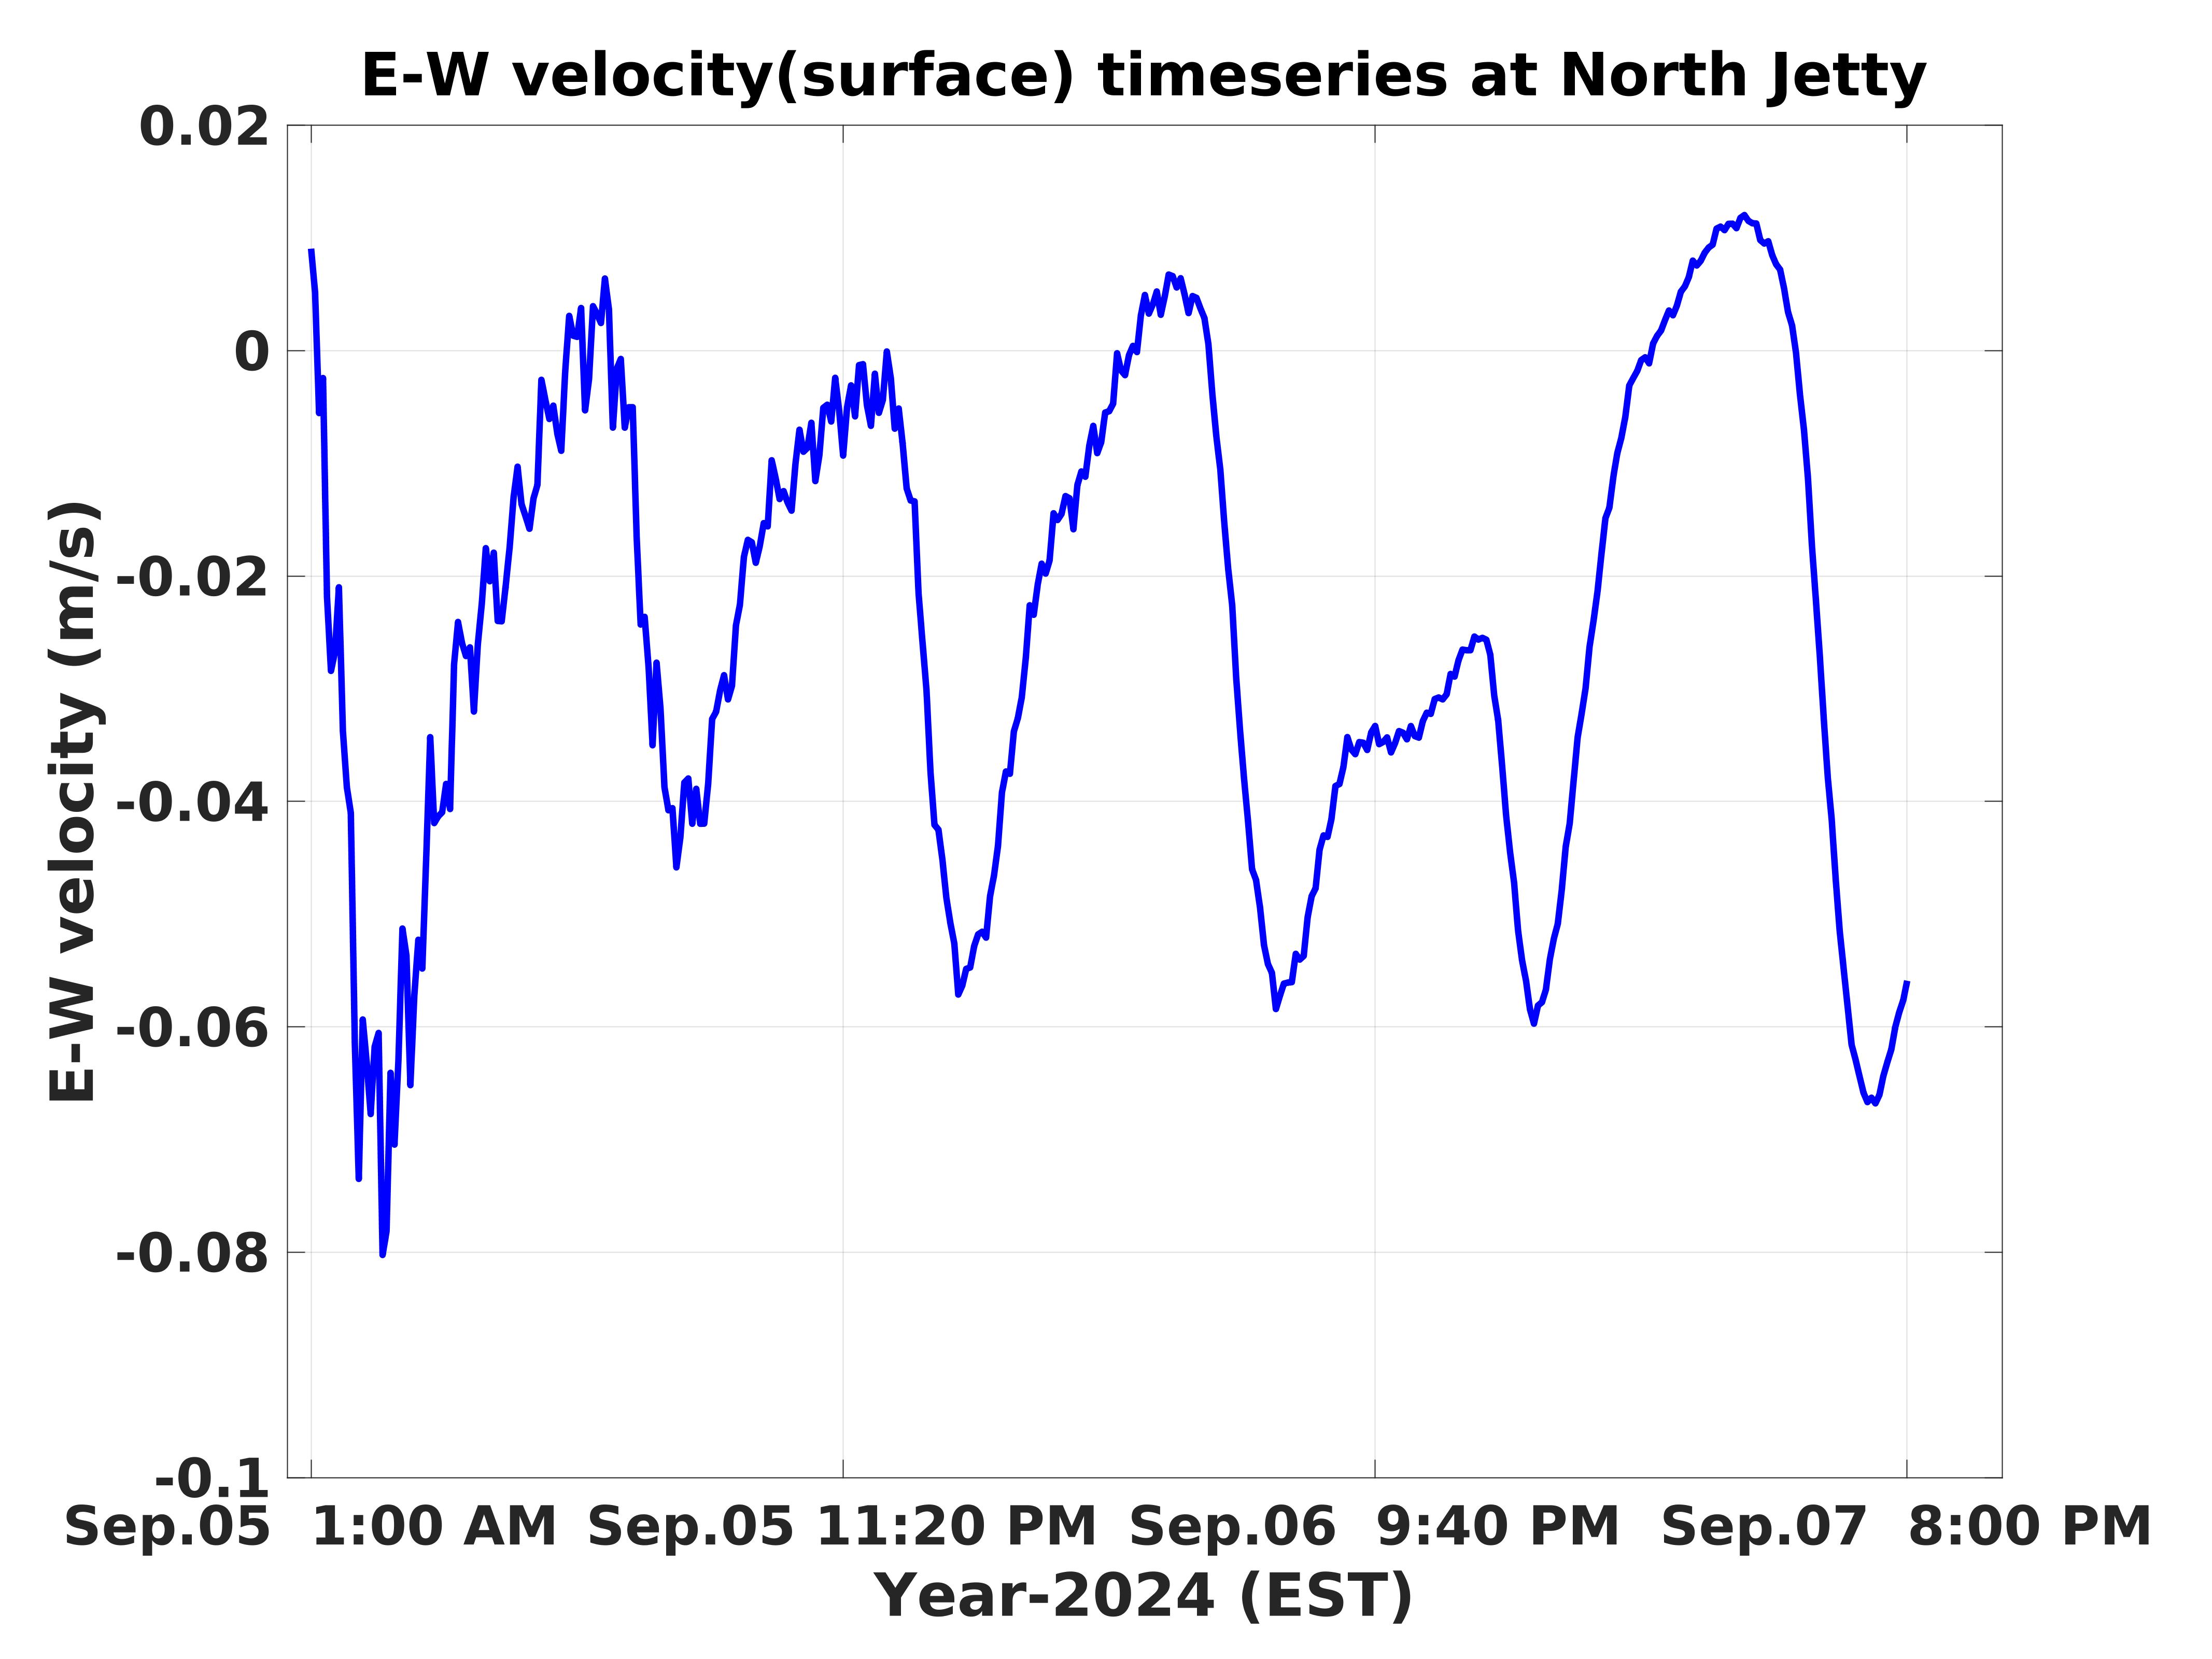 E-W velocity(surface) timeseries at North Jetty
E-W velocity (m/s)
0.02
0
-0.02
-0.04
-0.06
-0.08
-0.1
Sep.05 1:00 AM Sep.05 11:20 PM Sep.06 9:40 PM Sep.07 8:00 PM
Year-2024 (EST)